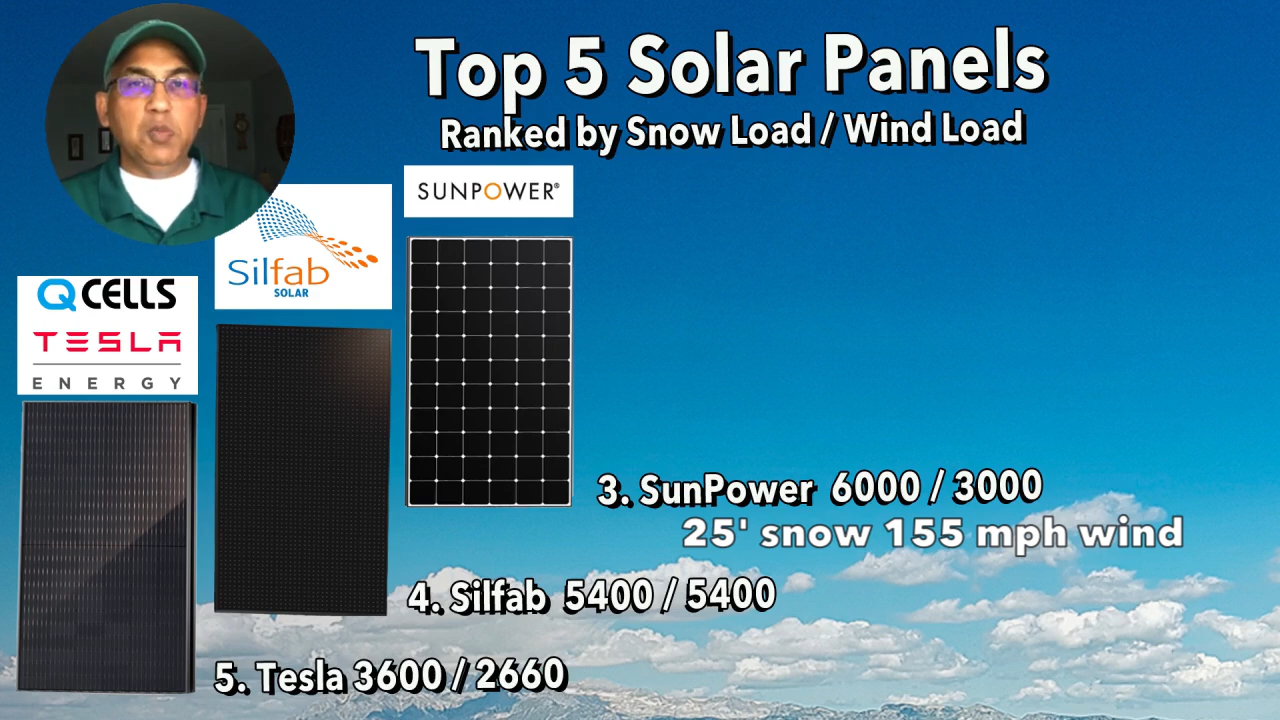 Top 5 Solar Panels
Ranked by Snow Load / Wind Load
SUNPOWER®
Silfab
SOLAR
Q CELLS
TESLA
ENERGY
3. SunPower 6000 / 3000
25' snow 155 mph wind
4. Silfab 5400 / 5400
5. Tesla 3600 / 2660